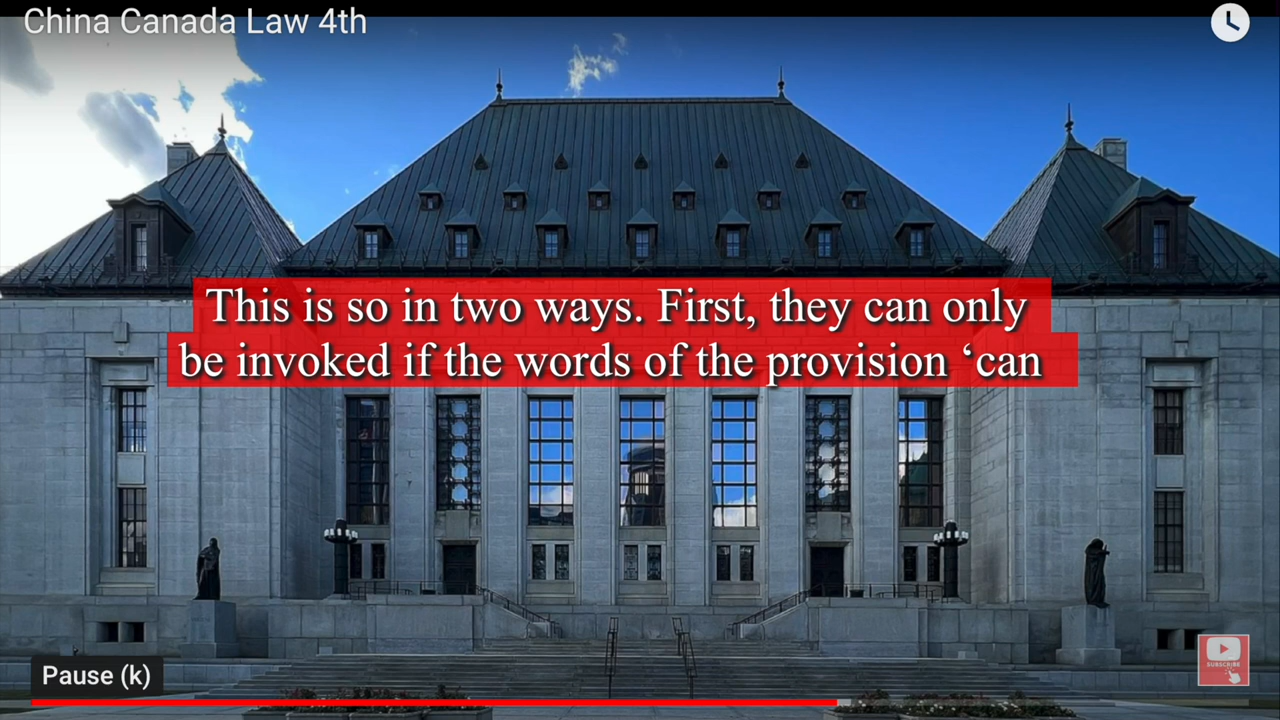 China Canada Law 4th
This is so in two ways. First, they can only
be invoked if the words of the provision ‘can
SUBSCRIBE
Pause (k)